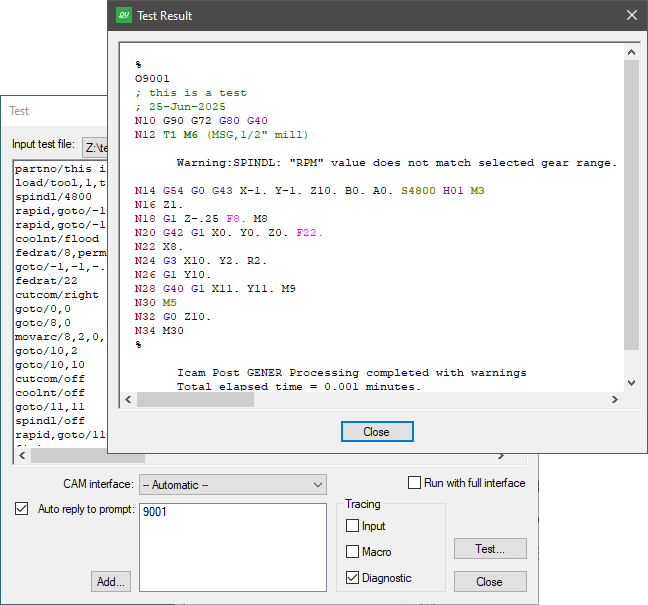 QV Test Result
%
O9001
; this is a test
; 25-Jun-2025
N10 G90 G72 G80 G40
N12 T1 M6 (MSG,1/2" mill)
Warning:SPINDL: "RPM" value does not match selected gear range.
N14 G54 G0 G43 X-1. Y-1. Z10. B0. A0. S4800 H01 M3
N16 Z1.
N18 G1 Z-.25 F8. M8
N20 G42 G1 X0. Y0. Z0. F22.
N22 X8.
N24 G3 X10. Y2. R2.
N26 G1 Y10.
N28 G40 G1 X11. Y11. M9
N30 M5
N32 G0 Z10.
N34 M30
%
Icam Post GENER Processing completed with warnings
Total elapsed time = 0.001 minutes.
Close
Test
Input test file: Z:\te
partno/this i
load/tool,1,t
spindl/4800
rapid,goto/-1
rapid,goto/-1
coolnt/flood
fedrat/8,perm
goto/-1,-1,-.
fedrat/22
cutcom/right
goto/0,0
goto/8,0
movarc/8,2,0,
goto/10,2
goto/10,10
cutcom/off
coolnt/off
goto/11,11
spindl/off
rapid,goto/11
CAM interface: -- Automatic --
Run with full interface
Auto reply to prompt: 9001
Add...
Tracing
Input
Macro
Diagnostic
Test...
Close